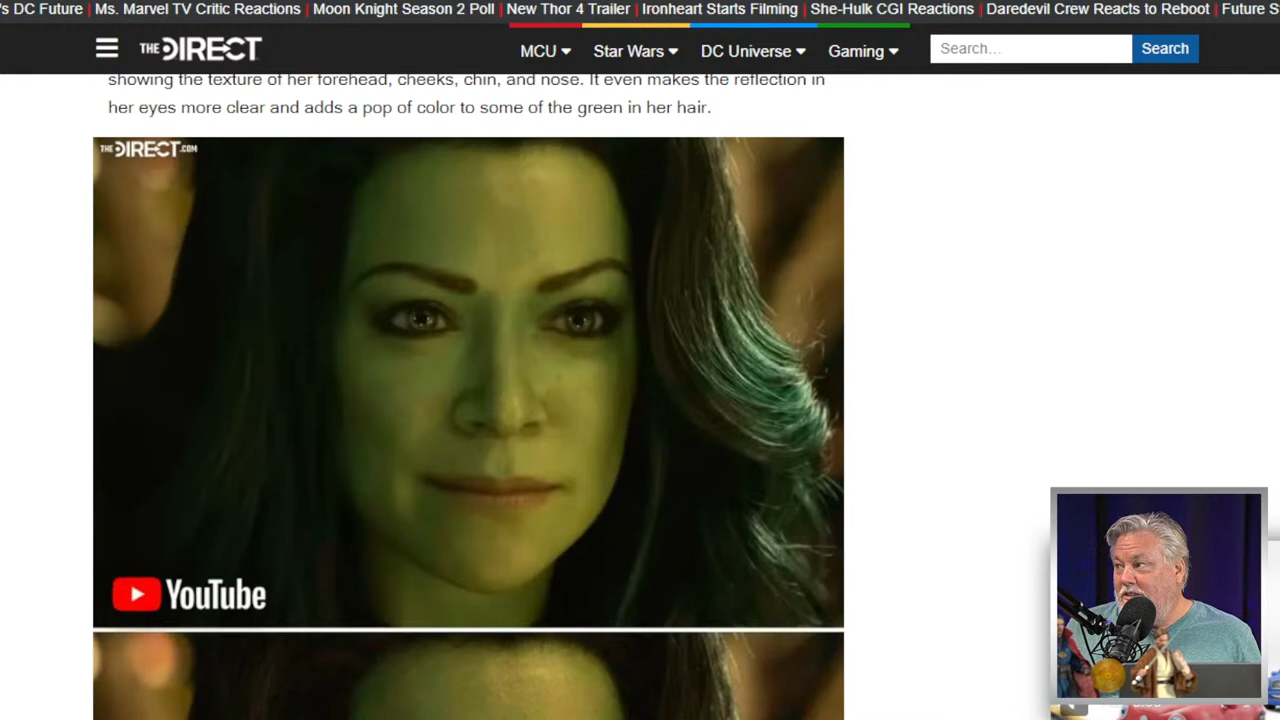 's DC Future | Ms. Marvel TV Critic Reactions | Moon Knight Season 2 Poll | New Thor 4 Trailer | Ironheart Starts Filming | She-Hulk CGI Reactions | Daredevil Crew Reacts to Reboot | Future S
THE DIRECT
MCU
Star Wars
DC Universe
Gaming
Search...
Search
showing the texture of her forehead, cheeks, chin, and nose. It even makes the reflection in
her eyes more clear and adds a pop of color to some of the green in her hair.
THE DIRECT.COM
YouTube